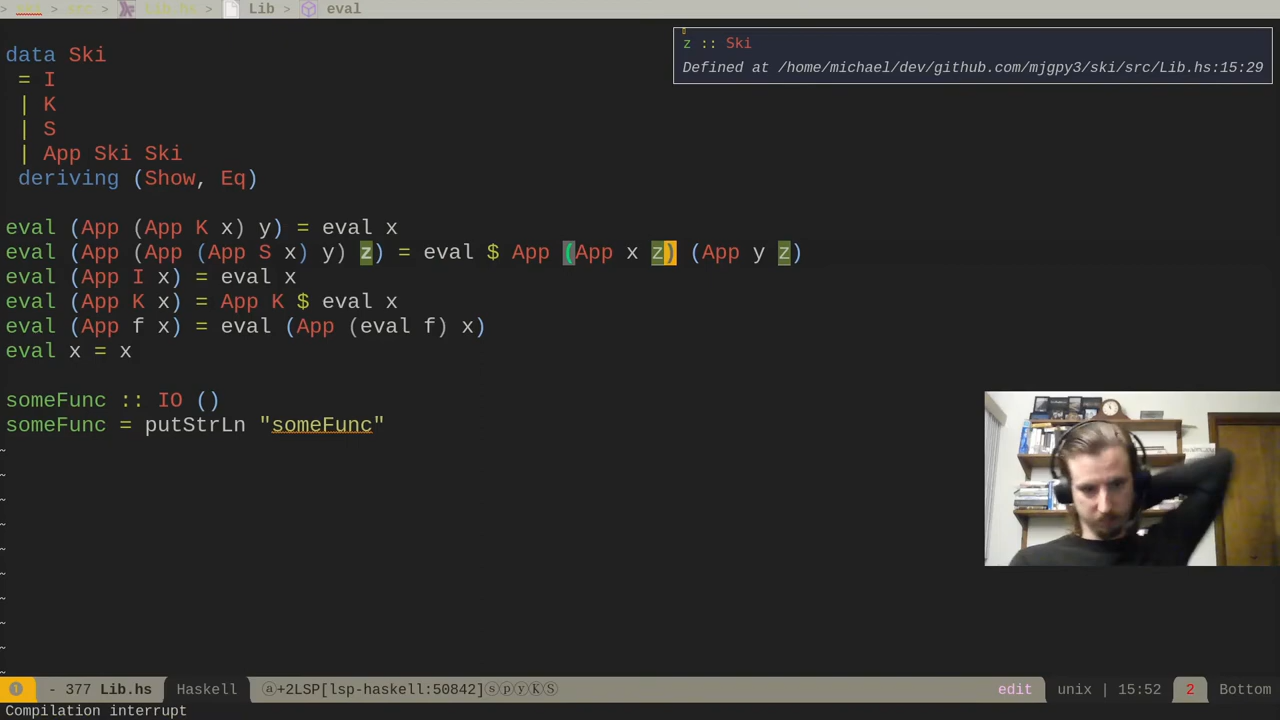 > ski > src > Lib.hs > Lib > eval
z :: Ski
Defined at /home/michael/dev/github.com/mjgpy3/ski/src/Lib.hs:15:29
data Ski
= I
| K
| S
| App Ski Ski
deriving (Show, Eq)
eval (App (App K x) y) = eval x
eval (App (App (App S x) y) z) = eval $ App (App x z) (App y z)
eval (App I x) = eval x
eval (App K x) = App K $ eval x
eval (App f x) = eval (App (eval f) x)
eval x = x
someFunc :: IO ()
someFunc = putStrLn "someFunc"
~
~
~
~
~
~
~
~
~
~
❶ - 377 Lib.hs Haskell ⓐ+2LSP[lsp-haskell:50842]ⓢⓟⓨⓀⓈ edit unix | 15:52 2 Bottom
Compilation interrupt